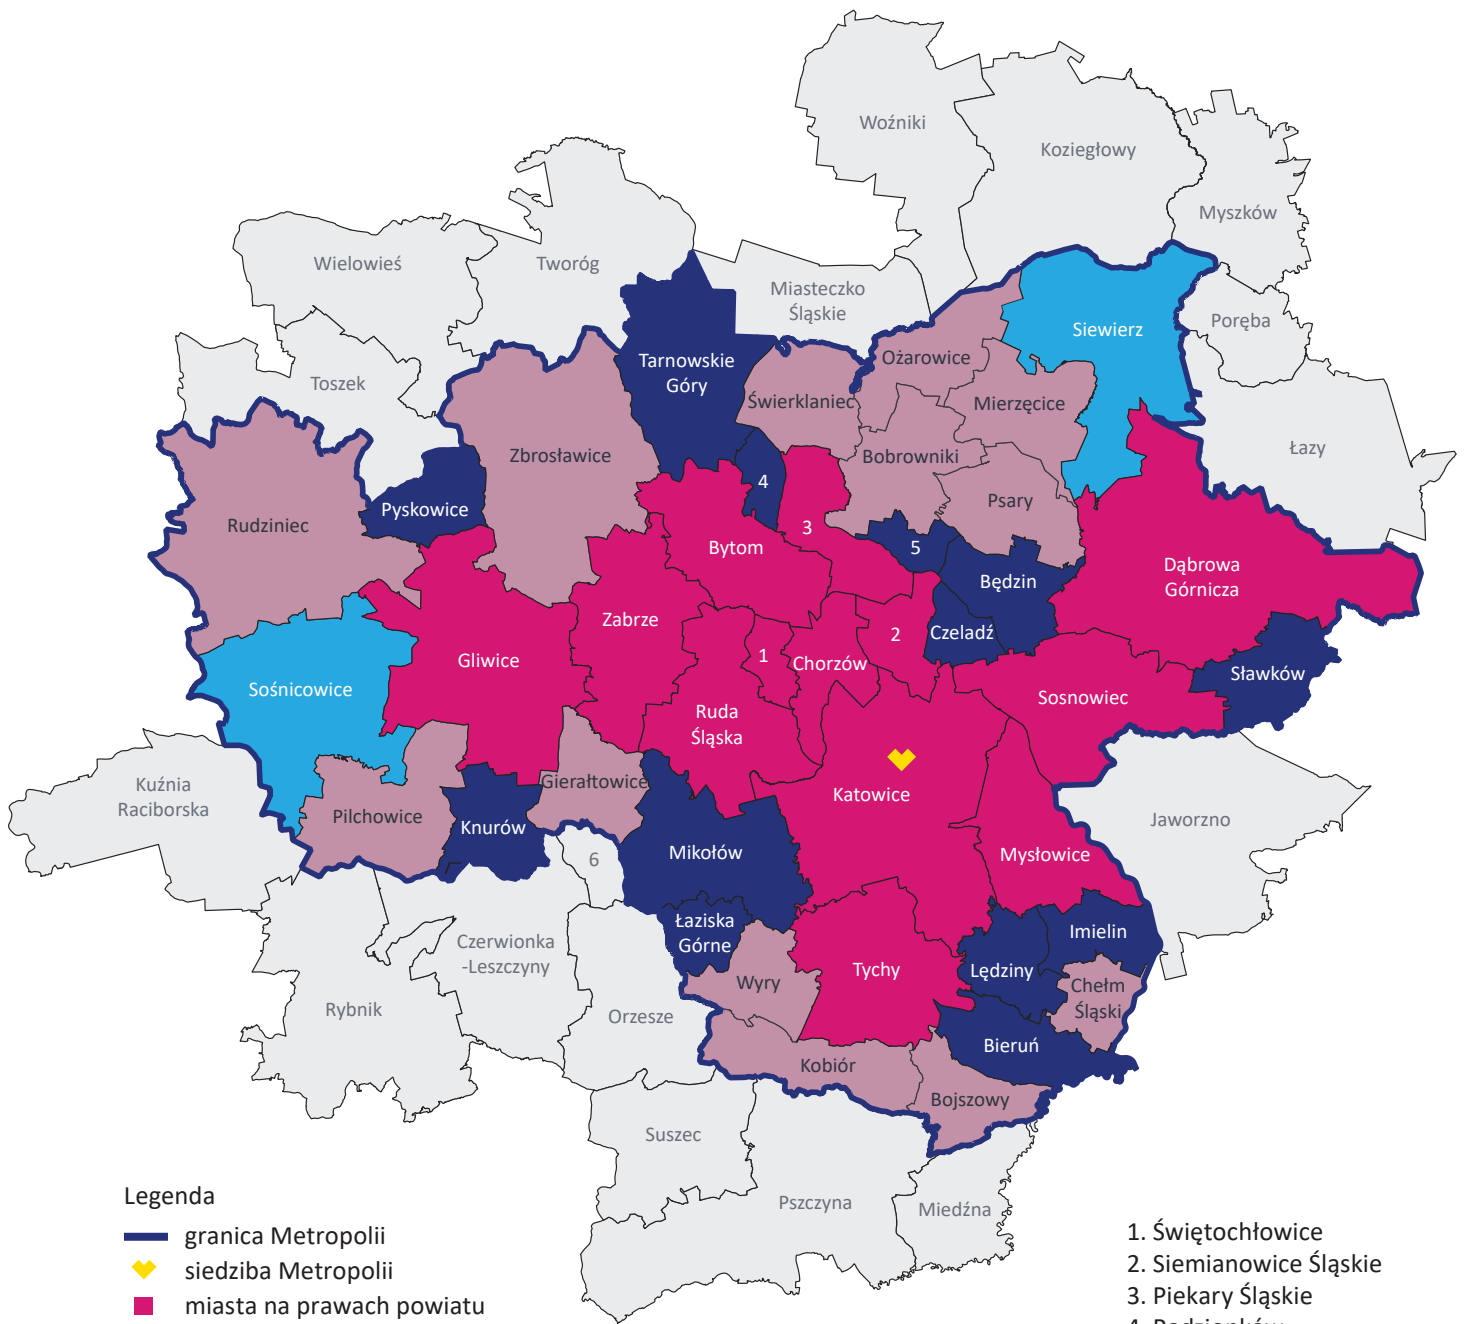 Woźniki
Koziegłowy
Myszków
Wielowieś
Tworóg
Miasteczko
Śląskie
Siewierz
Poręba
Toszek
Tarnowskie
Góry
Ożarowice
Świerklaniec
Mierzęcice
Łazy
Zbrosławice
Bobrowniki
4
Psary
Pyskowice
Rudziniec
3
Bytom
5
Będzin
Dąbrowa
Górnicza
Zabrze
Czeladź
2
1
Chorzów
Gliwice
Sośnicowice
Sławków
Sosnowiec
Ruda
Śląska
Kuźnia
Raciborska
Gierałtowice
Katowice
Pilchowice
Knurów
Jaworzno
6
Mikołów
Mysłowice
Łaziska
Górne
Imielin
Czerwionka
-Leszczyny
Tychy
Lędziny
Wyry
Chełm
Śląski
Rybnik
Orzesze
Bieruń
Kobiór
Bojszowy
Suszec
Pszczyna
Miedźna
Legenda
granica Metropolii
siedziba Metropolii
miasta na prawach powiatu
1. Świętochłowice
2. Siemianowice Śląskie
3. Piekary Śląskie
4. Radzionków